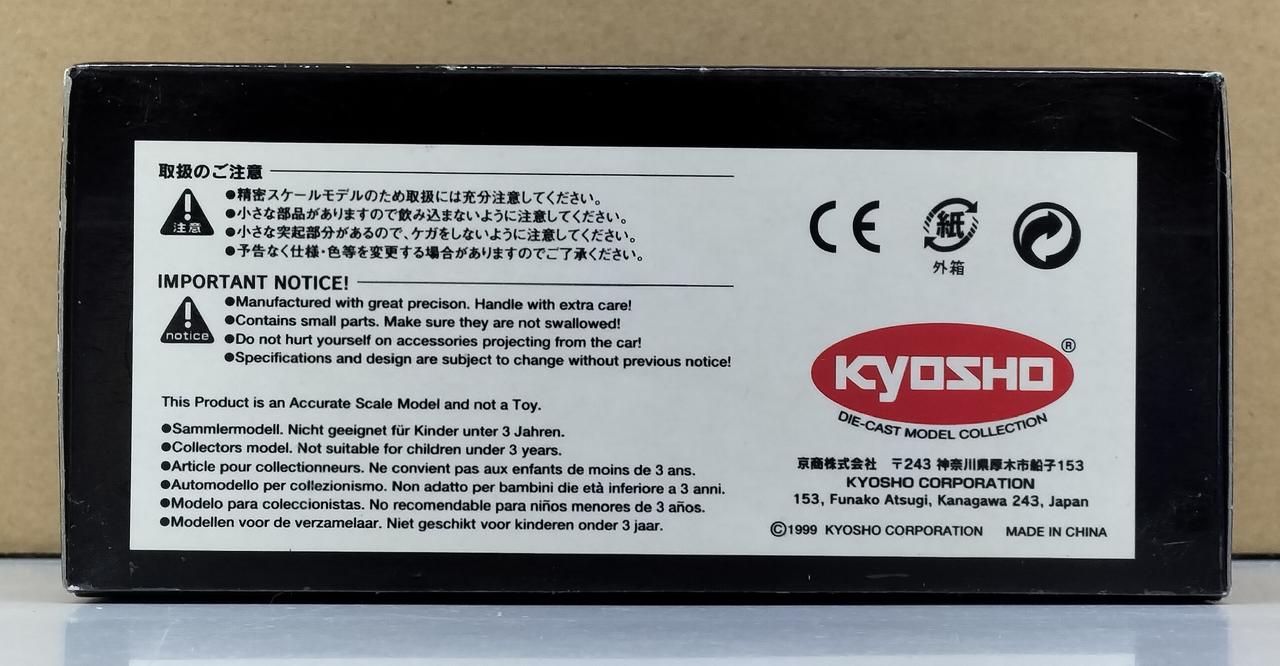 取扱のご注意
注意
●精密スケールモデルのため取扱には充分注意してください。
●小さな部品がありますので飲み込まないように注意してください。
●小さな突起部分があるので、ケガをしないように注意してください。
●予告なく仕様・色等を変更する場合がありますのでご了承ください。
IMPORTANT NOTICE!
notice
●Manufactured with great precison. Handle with extra care!
●Contains small parts. Make sure they are not swallowed!
●Do not hurt yourself on accessories projecting from the car!
●Specifications and design are subject to change without previous notice!
This Product is an Accurate Scale Model and not a Toy.
●Sammlermodell. Nicht geeignet für Kinder unter 3 Jahren.
●Collectors model. Not suitable for children under 3 years.
●Article pour collectionneurs. Ne convient pas aux enfants de moins de 3 ans.
●Automodello per collezionismo. Non adatto per bambini die età inferiore a 3 anni.
●Modelo para coleccionistas. No recomendable para niños menores de 3 años.
●Modellen voor de verzamelaar. Niet geschikt voor kinderen onder 3 jaar.
CE
紙
外箱
KYOSHO®
DIE-CAST MODEL COLLECTION
京商株式会社 〒243 神奈川県厚木市船子153
KYOSHO CORPORATION
153, Funako Atsugi, Kanagawa 243, Japan
©1999 KYOSHO CORPORATION MADE IN CHINA